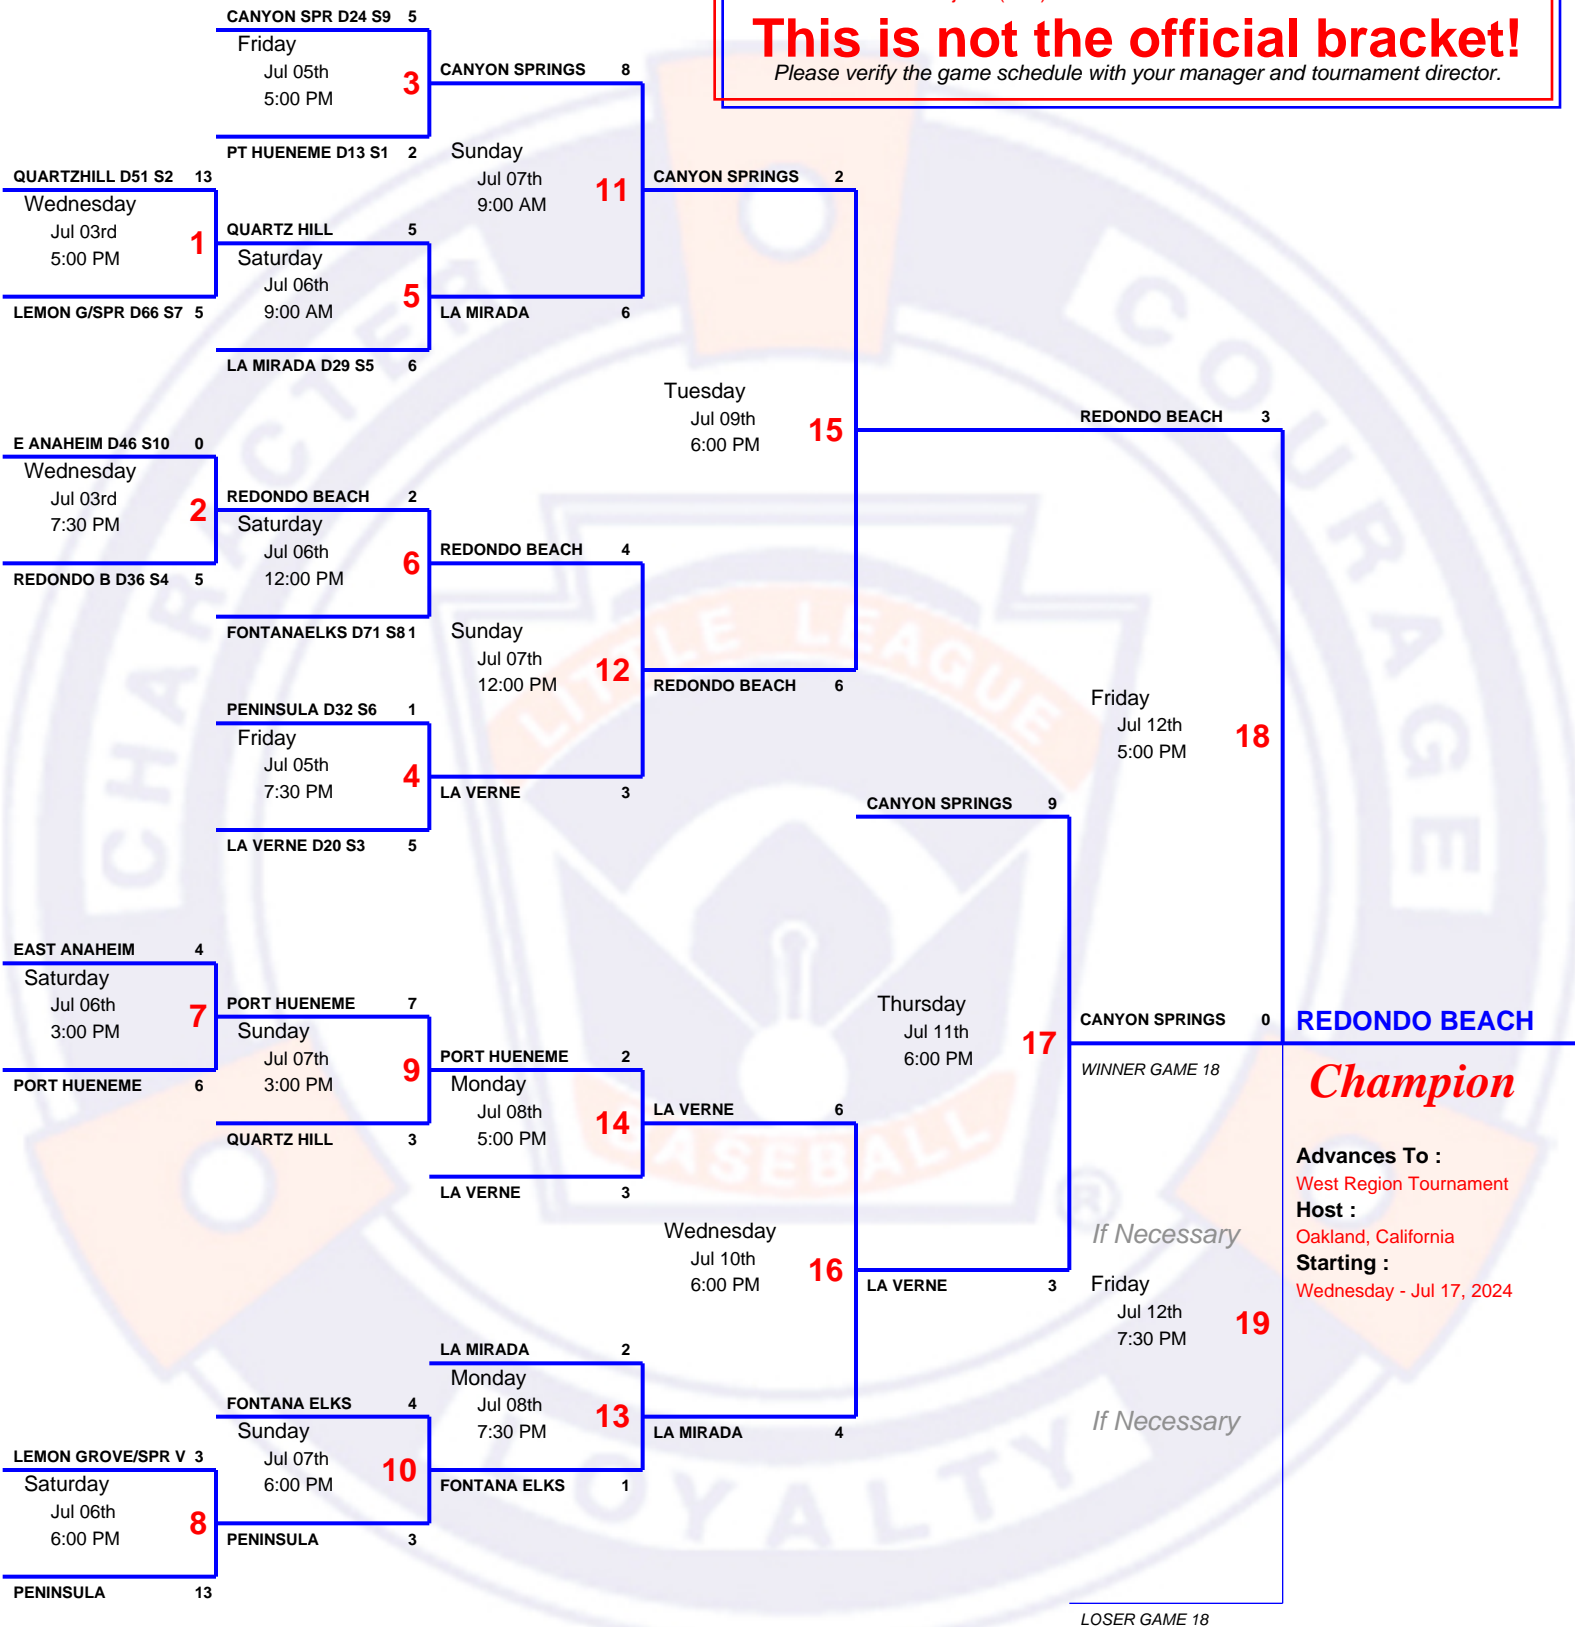 This is not the official bracket!
Please verify the game schedule with your manager and tournament director.
CANYON SPR D24 S9 5
Friday
Jul 05th
5:00 PM
3
PT HUENEME D13 S1 2
CANYON SPRINGS 8
QUARTZHILL D51 S2 13
Wednesday
Jul 03rd
5:00 PM
1
LEMON G/SPR D66 S7 5
QUARTZ HILL 5
Saturday
Jul 06th
9:00 AM
5
LA MIRADA D29 S5 6
Sunday
Jul 07th
9:00 AM
11
LA MIRADA 6
CANYON SPRINGS 2
E ANAHEIM D46 S10 0
Wednesday
Jul 03rd
7:30 PM
2
REDONDO B D36 S4 5
REDONDO BEACH 2
Saturday
Jul 06th
12:00 PM
6
FONTANAELKS D71 S8 1
REDONDO BEACH 4
Sunday
Jul 07th
12:00 PM
12
PENINSULA D32 S6 1
Friday
Jul 05th
7:30 PM
4
LA VERNE D20 S3 5
LA VERNE 3
REDONDO BEACH 6
Tuesday
Jul 09th
6:00 PM
15
REDONDO BEACH 3
Friday
Jul 12th
5:00 PM
18
EAST ANAHEIM 4
Saturday
Jul 06th
3:00 PM
7
PORT HUENEME 6
PORT HUENEME 7
Sunday
Jul 07th
3:00 PM
9
QUARTZ HILL 3
PORT HUENEME 2
Monday
Jul 08th
5:00 PM
14
LA VERNE 3
LA VERNE 6
Wednesday
Jul 10th
6:00 PM
16
LA MIRADA 2
Monday
Jul 08th
7:30 PM
13
FONTANA ELKS 1
LA MIRADA 4
FONTANA ELKS 4
Sunday
Jul 07th
6:00 PM
10
PENINSULA 3
LEMON GROVE/SPR V 3
Saturday
Jul 06th
6:00 PM
8
PENINSULA 13
CANYON SPRINGS 9
Thursday
Jul 11th
6:00 PM
17
LA VERNE 3
CANYON SPRINGS 0
WINNER GAME 18
If Necessary
Friday
Jul 12th
7:30 PM
19
If Necessary
LOSER GAME 18
REDONDO BEACH
Champion
Advances To :
West Region Tournament
Host :
Oakland, California
Starting :
Wednesday - Jul 17, 2024
CHARACTER
COURAGE
LOYALTY
LITTLE LEAGUE
BASEBALL
®